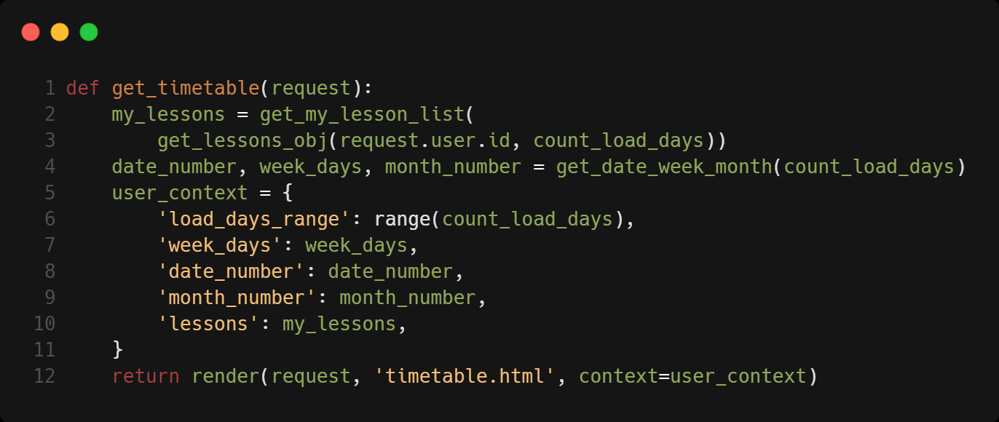 1 def get_timetable(request):
2     my_lessons = get_my_lesson_list(
3         get_lessons_obj(request.user.id, count_load_days))
4     date_number, week_days, month_number = get_date_week_month(count_load_days)
5     user_context = {
6         'load_days_range': range(count_load_days),
7         'week_days': week_days,
8         'date_number': date_number,
9         'month_number': month_number,
10         'lessons': my_lessons,
11     }
12     return render(request, 'timetable.html', context=user_context)